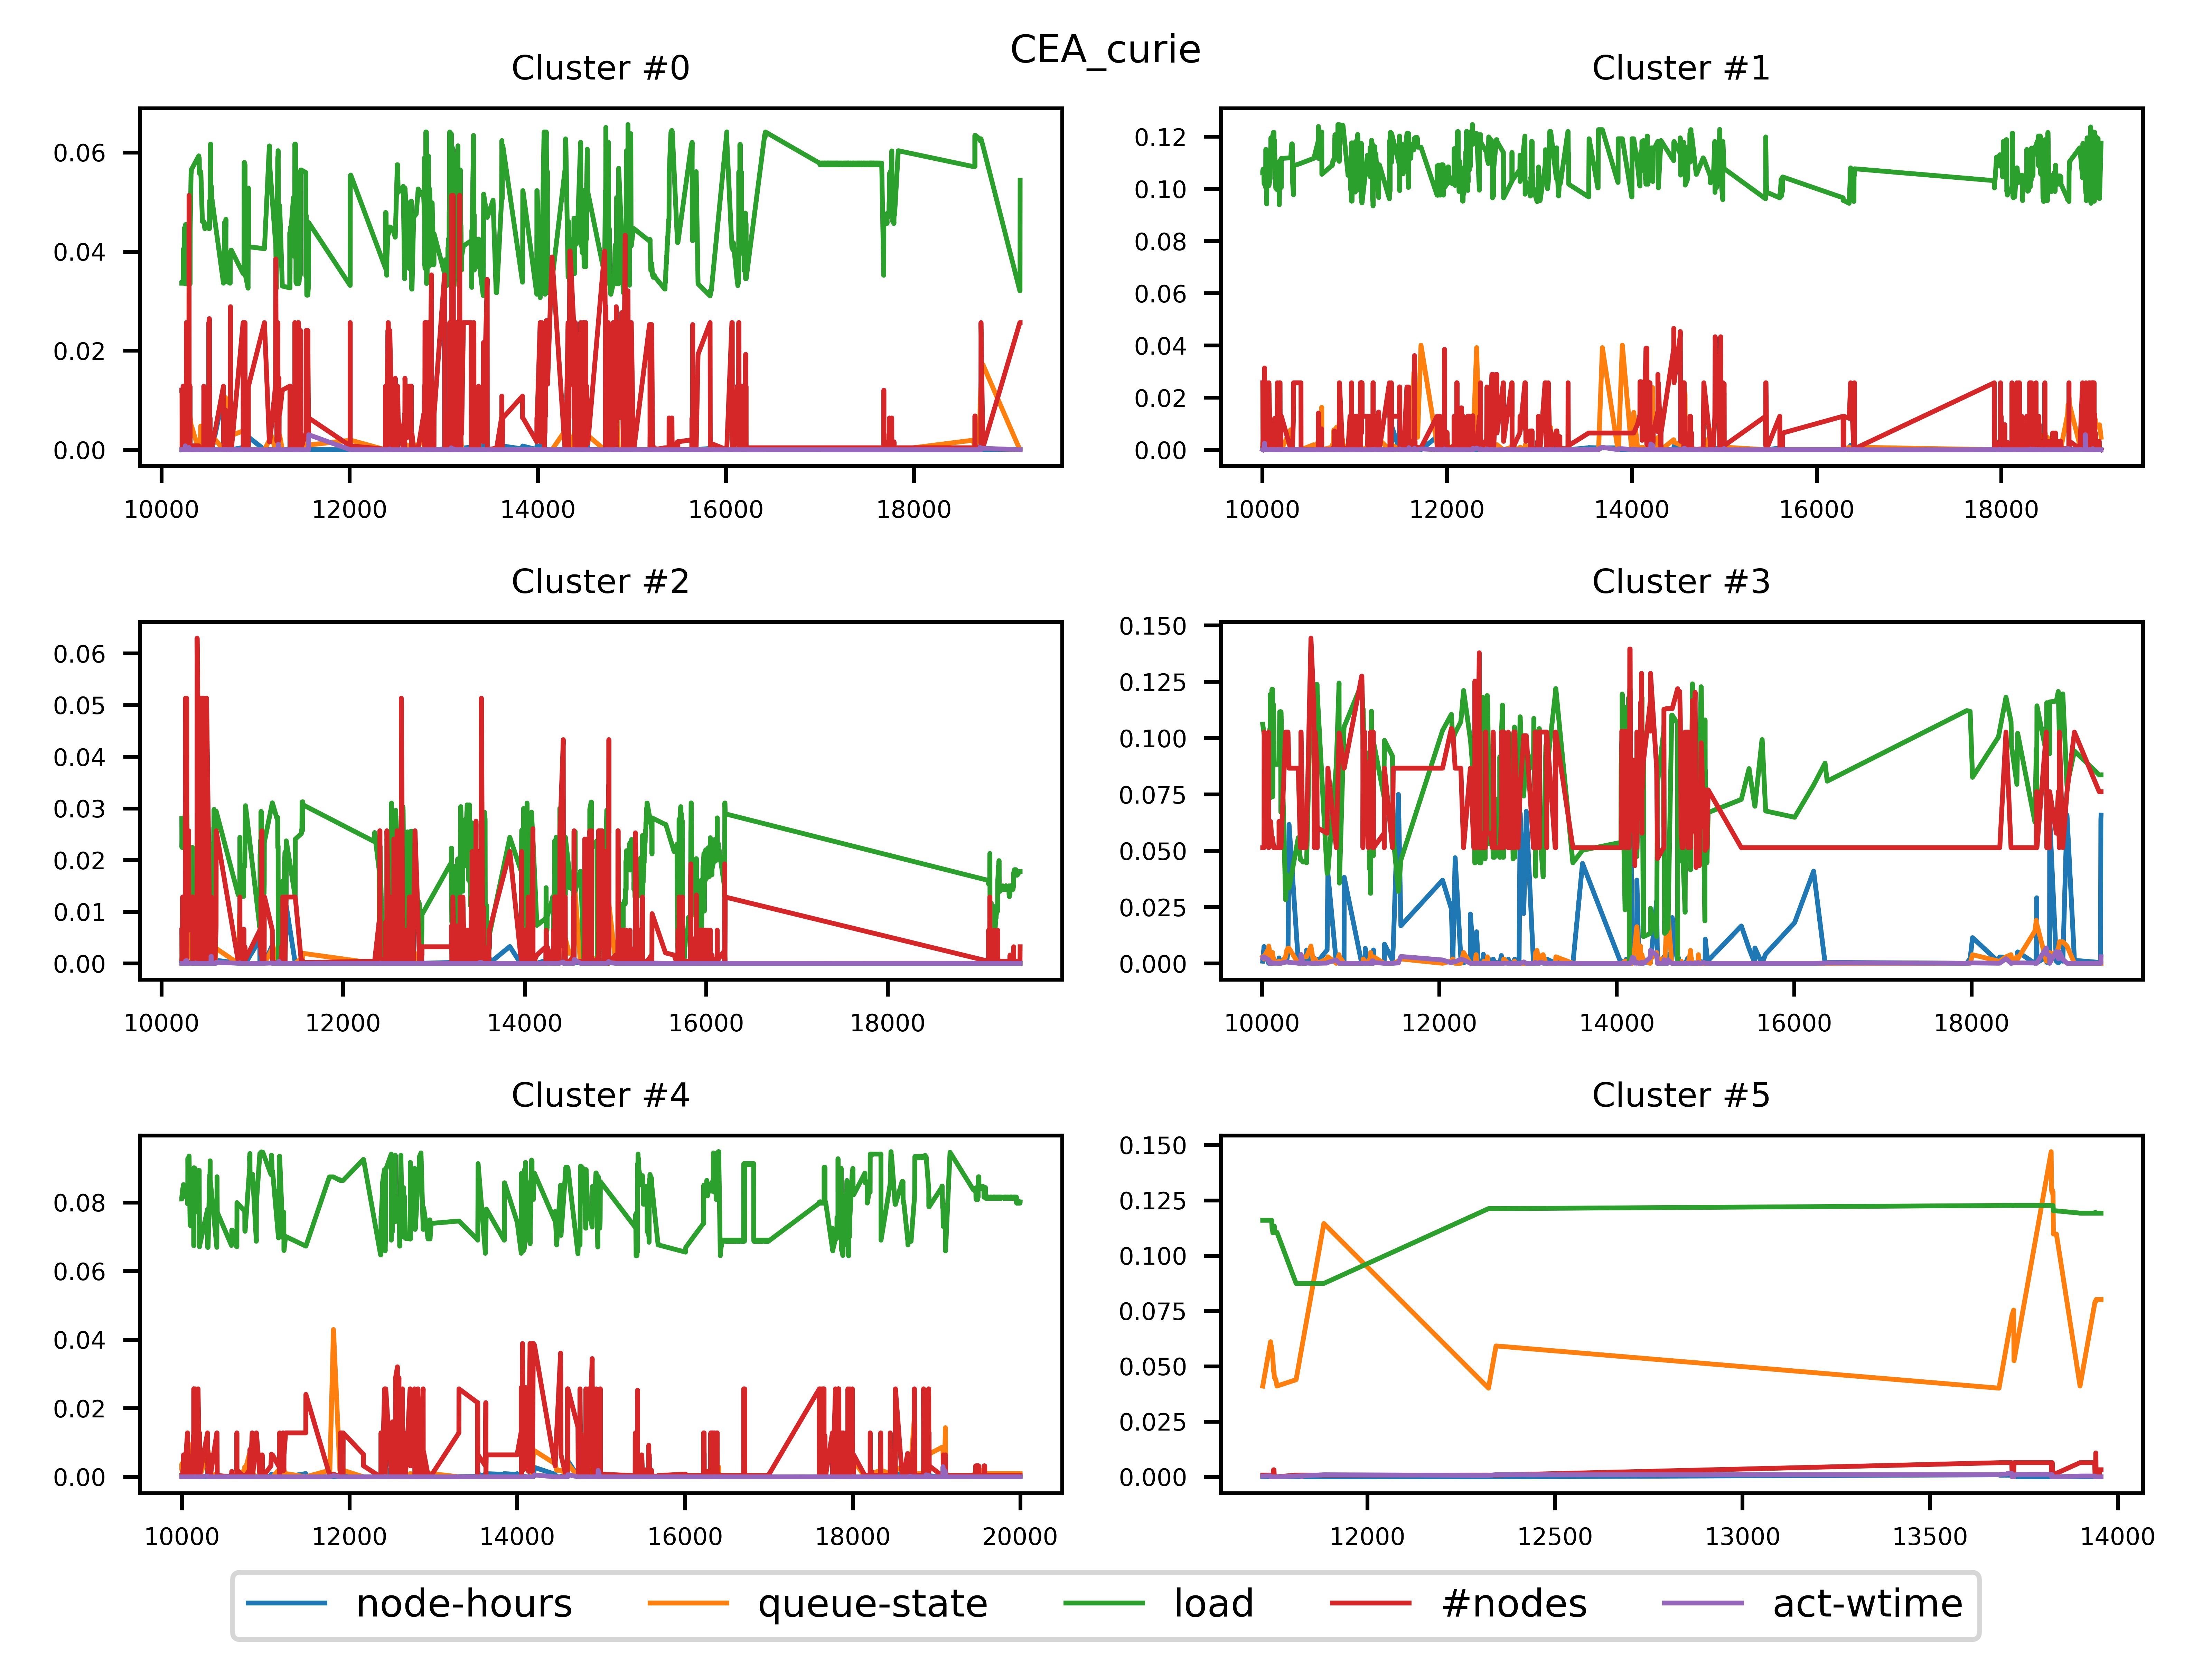 CEA_curie
Cluster #0
0.06
0.04
0.02
0.00
10000 12000 14000 16000 18000
Cluster #1
0.12
0.10
0.08
0.06
0.04
0.02
0.00
10000 12000 14000 16000 18000
Cluster #2
0.06
0.05
0.04
0.03
0.02
0.01
0.00
10000 12000 14000 16000 18000
Cluster #3
0.150
0.125
0.100
0.075
0.050
0.025
0.000
10000 12000 14000 16000 18000
Cluster #4
0.08
0.06
0.04
0.02
0.00
10000 12000 14000 16000 18000 20000
Cluster #5
0.150
0.125
0.100
0.075
0.050
0.025
0.000
12000 12500 13000 13500 14000
node-hours queue-state load #nodes act-wtime